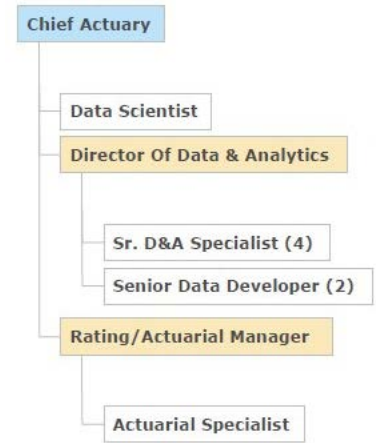 Chief Actuary
Data Scientist
Director Of Data & Analytics
Sr. D&A Specialist (4)
Senior Data Developer (2)
Rating/Actuarial Manager
Actuarial Specialist